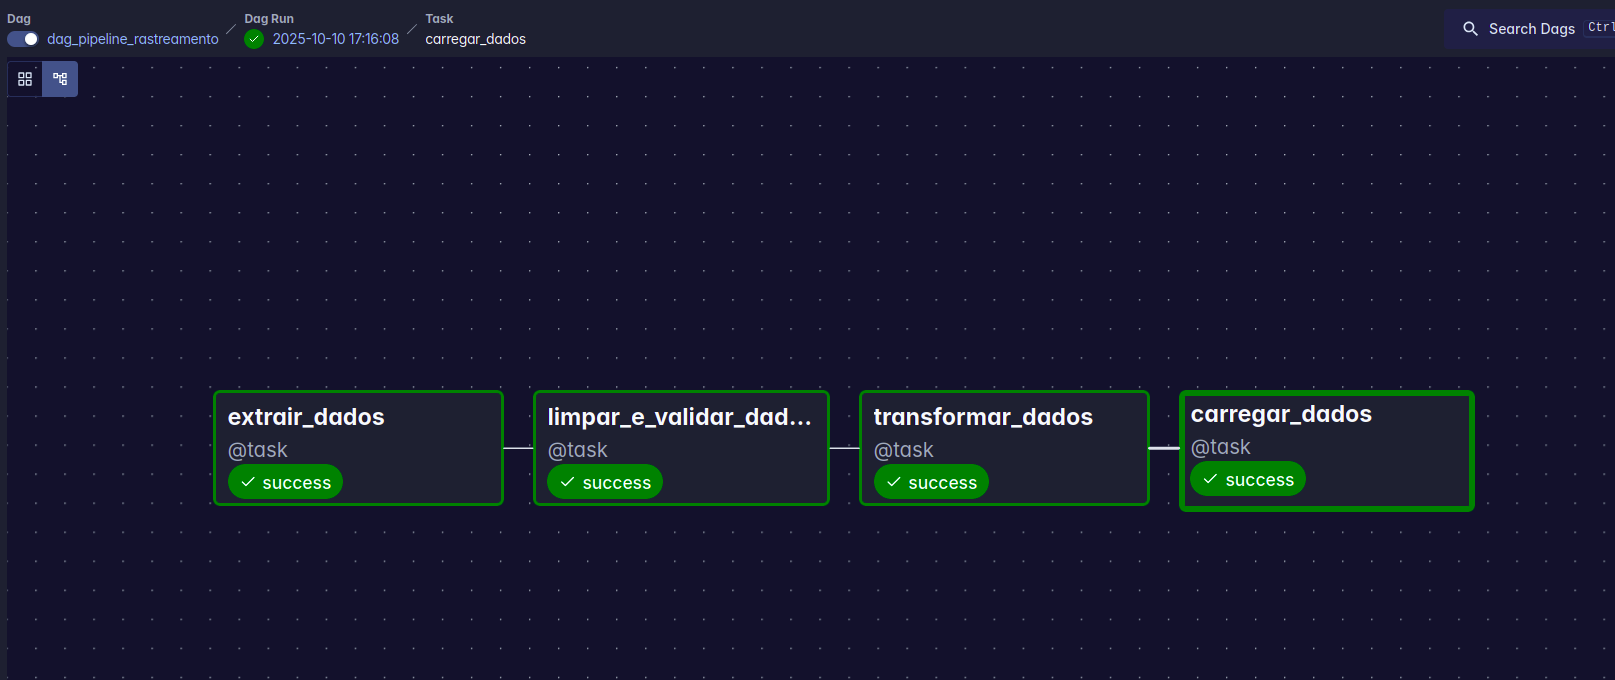 Dag
dag_pipeline_rastreamento
Dag Run
2025-10-10 17:16:08
Task
carregar_dados
Search Dags
Ctrl
extrair_dados
@task
success
limpar_e_validar_dad...
@task
success
transformar_dados
@task
success
carregar_dados
@task
success